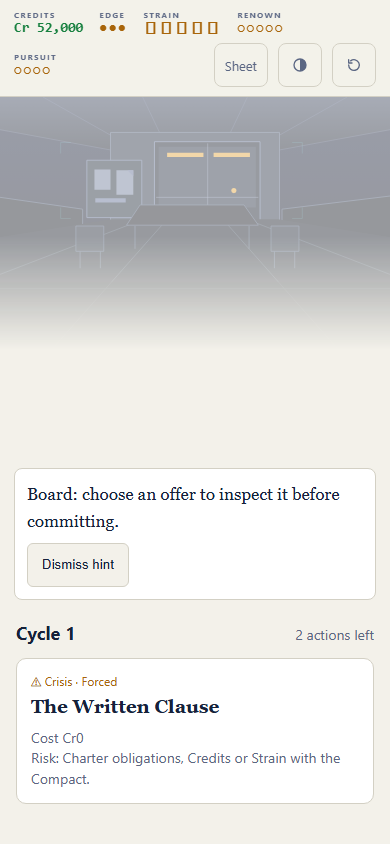 CREDITS EDGE STRAIN RENOWN
Cr 52,000
PURSUIT
Sheet
Board: choose an offer to inspect it before
committing.
Dismiss hint
Cycle 1 2 actions left
⚠ Crisis · Forced
The Written Clause
Cost Cr0
Risk: Charter obligations, Credits or Strain with the
Compact.